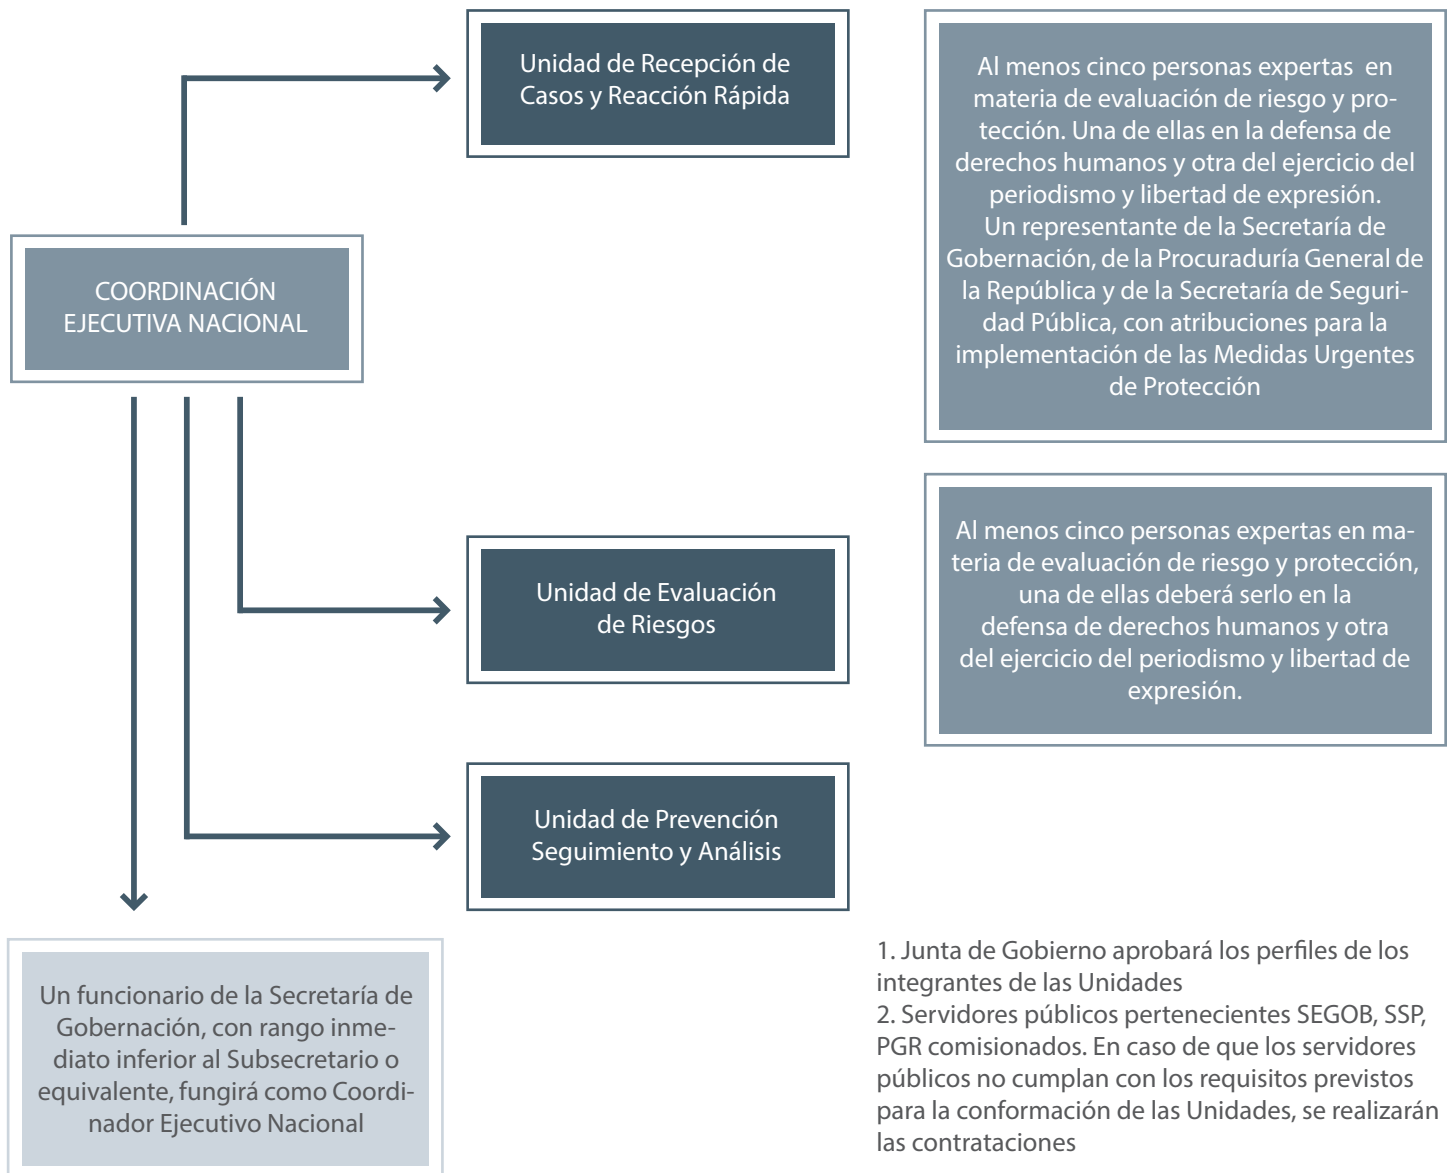 Unidad de Recepción de
Casos y Reacción Rápida
Al menos cinco personas expertas en
materia de evaluación de riesgo y pro-
tección. Una de ellas en la defensa de
derechos humanos y otra del ejercicio del
periodismo y libertad de expresión.
Un representante de la Secretaría de
Gobernación, de la Procuraduría General de
la República y de la Secretaría de Seguri-
dad Pública, con atribuciones para la
implementación de las Medidas Urgentes
de Protección
COORDINACIÓN
EJECUTIVA NACIONAL
Unidad de Evaluación
de Riesgos
Al menos cinco personas expertas en ma-
teria de evaluación de riesgo y protección,
una de ellas deberá serlo en la
defensa de derechos humanos y otra
del ejercicio del periodismo y libertad de
expresión.
Unidad de Prevención
Seguimiento y Análisis
Un funcionario de la Secretaría de
Gobernación, con rango inme-
diato inferior al Subsecretario o
equivalente, fungirá como Coordi-
nador Ejecutivo Nacional
1. Junta de Gobierno aprobará los perfiles de los
integrantes de las Unidades
2. Servidores públicos pertenecientes SEGOB, SSP,
PGR comisionados. En caso de que los servidores
públicos no cumplan con los requisitos previstos
para la conformación de las Unidades, se realizarán
las contrataciones